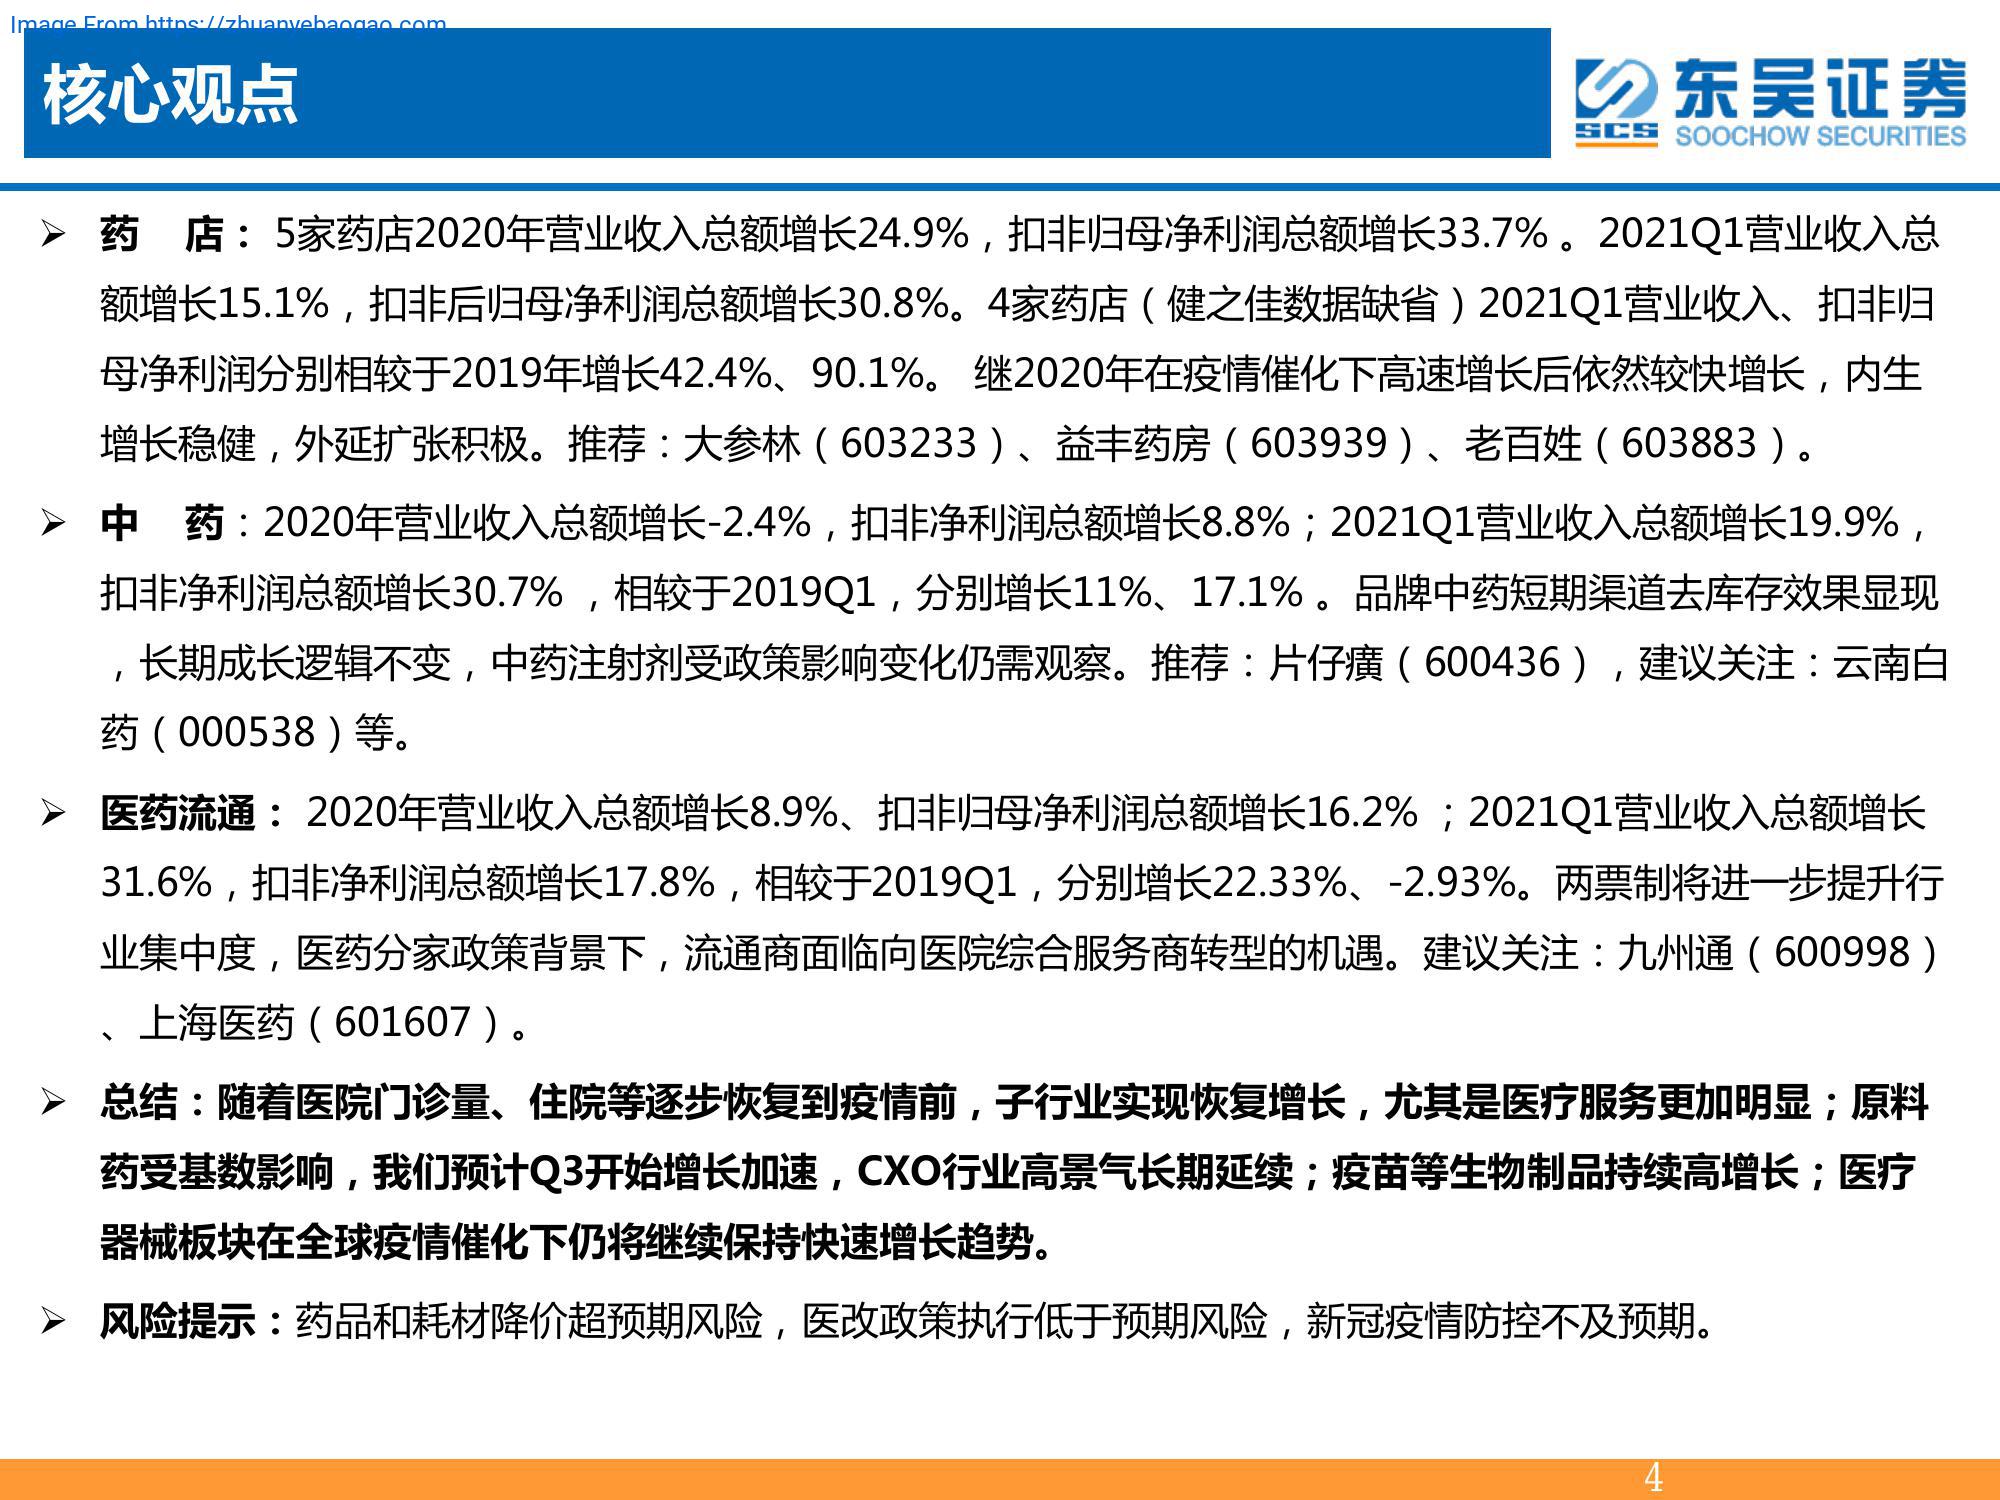 Image From https://zhuanyebaogao.com
核心观点
SCS
东吴证券
SOOCHOW SECURITIES
➢ 药 店：5家药店2020年营业收入总额增长24.9%，扣非归母净利润总额增长33.7% 。2021Q1营业收入总
额增长15.1%，扣非后归母净利润总额增长30.8%。4家药店（健之佳数据缺省）2021Q1营业收入、扣非归
母净利润分别相较于2019年增长42.4%、90.1%。 继2020年在疫情催化下高速增长后依然较快增长，内生
增长稳健，外延扩张积极。推荐：大参林（603233）、益丰药房（603939）、老百姓（603883）。
➢ 中 药：2020年营业收入总额增长-2.4%，扣非净利润总额增长8.8%；2021Q1营业收入总额增长19.9%，
扣非净利润总额增长30.7% ，相较于2019Q1，分别增长11%、17.1% 。品牌中药短期渠道去库存效果显现
，长期成长逻辑不变，中药注射剂受政策影响变化仍需观察。推荐：片仔癀（600436），建议关注：云南白
药（000538）等。
➢ 医药流通： 2020年营业收入总额增长8.9%、扣非归母净利润总额增长16.2% ；2021Q1营业收入总额增长
31.6%，扣非净利润总额增长17.8%，相较于2019Q1，分别增长22.33%、-2.93%。两票制将进一步提升行
业集中度，医药分家政策背景下，流通商面临向医院综合服务商转型的机遇。建议关注：九州通（600998）
、上海医药（601607）。
➢ 总结：随着医院门诊量、住院等逐步恢复到疫情前，子行业实现恢复增长，尤其是医疗服务更加明显；原料
药受基数影响，我们预计Q3开始增长加速，CXO行业高景气长期延续；疫苗等生物制品持续高增长；医疗
器械板块在全球疫情催化下仍将继续保持快速增长趋势。
➢ 风险提示：药品和耗材降价超预期风险，医改政策执行低于预期风险，新冠疫情防控不及预期。
4